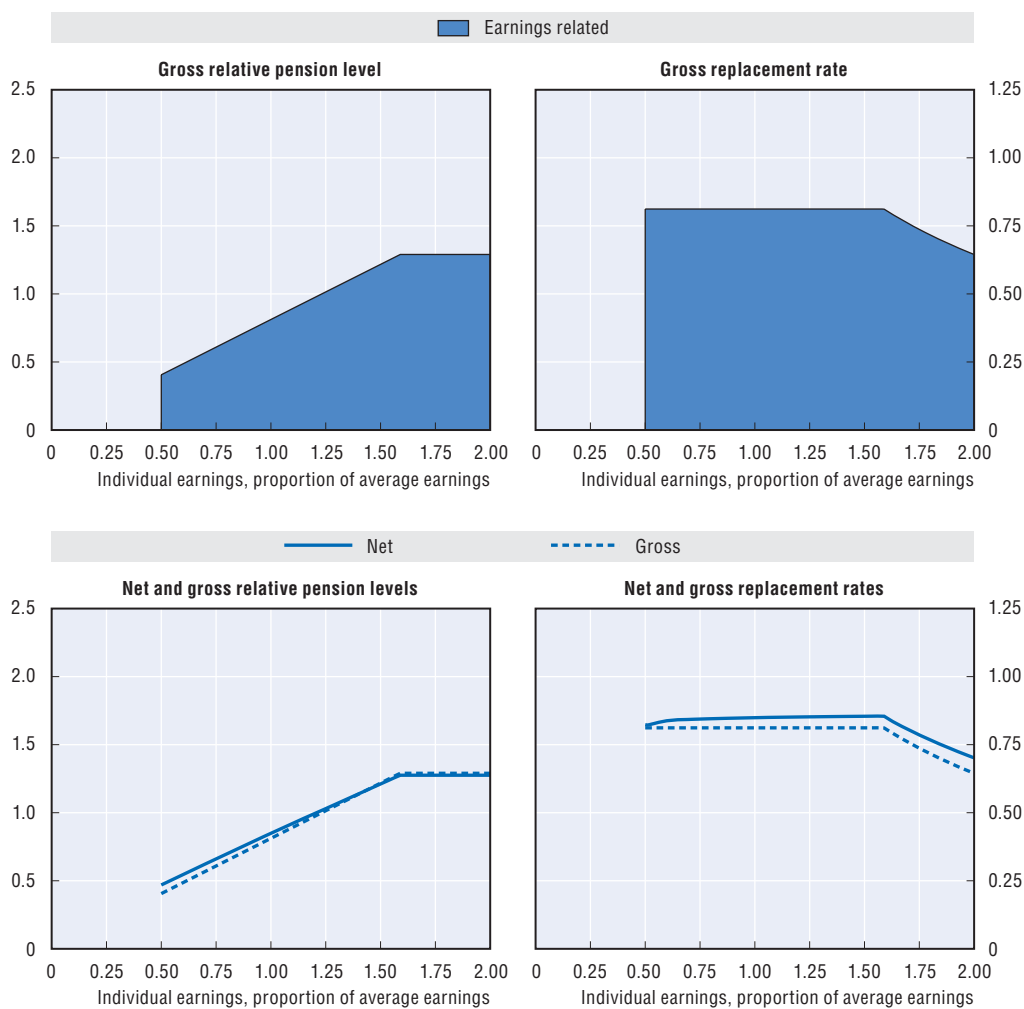 Earnings related
Gross relative pension level
Gross replacement rate
2.5
2.0
1.5
1.0
0.5
0
1.25
1.00
0.75
0.50
0.25
0
0 0.25 0.50 0.75 1.00 1.25 1.50 1.75 2.00
0 0.25 0.50 0.75 1.00 1.25 1.50 1.75 2.00
Individual earnings, proportion of average earnings
Individual earnings, proportion of average earnings
Net Gross
Net and gross relative pension levels
Net and gross replacement rates
2.5
2.0
1.5
1.0
0.5
0
1.25
1.00
0.75
0.50
0.25
0
0 0.25 0.50 0.75 1.00 1.25 1.50 1.75 2.00
0 0.25 0.50 0.75 1.00 1.25 1.50 1.75 2.00
Individual earnings, proportion of average earnings
Individual earnings, proportion of average earnings